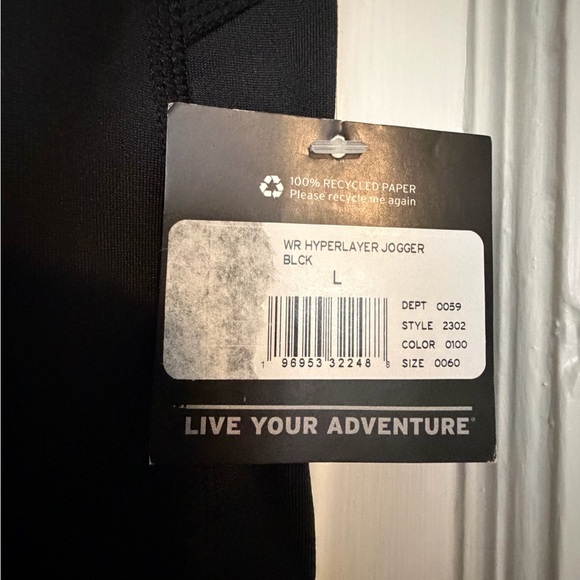 100% RECYCLED PAPER
Please recycle me again
WR HYPERLAYER JOGGER
BLCK
L
DEPT 0059
STYLE 2302
COLOR 0100
SIZE 0060
1 96953 32248 8
LIVE YOUR ADVENTURE®